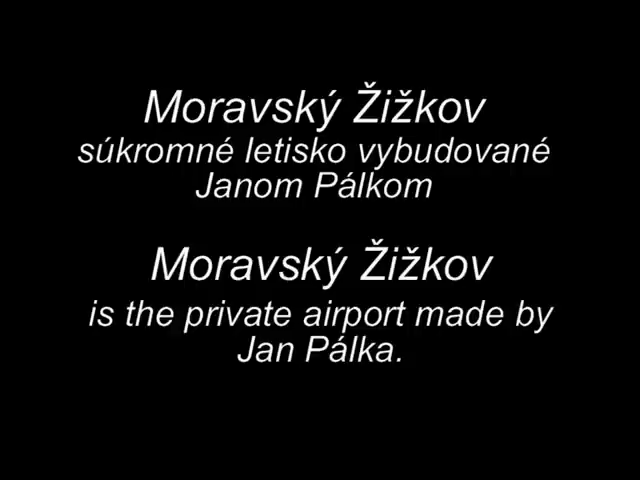 Moravský Žižkov
súkromné letisko vybudované
Janom Pálkom
Moravský Žižkov
is the private airport made by
Jan Pálka.